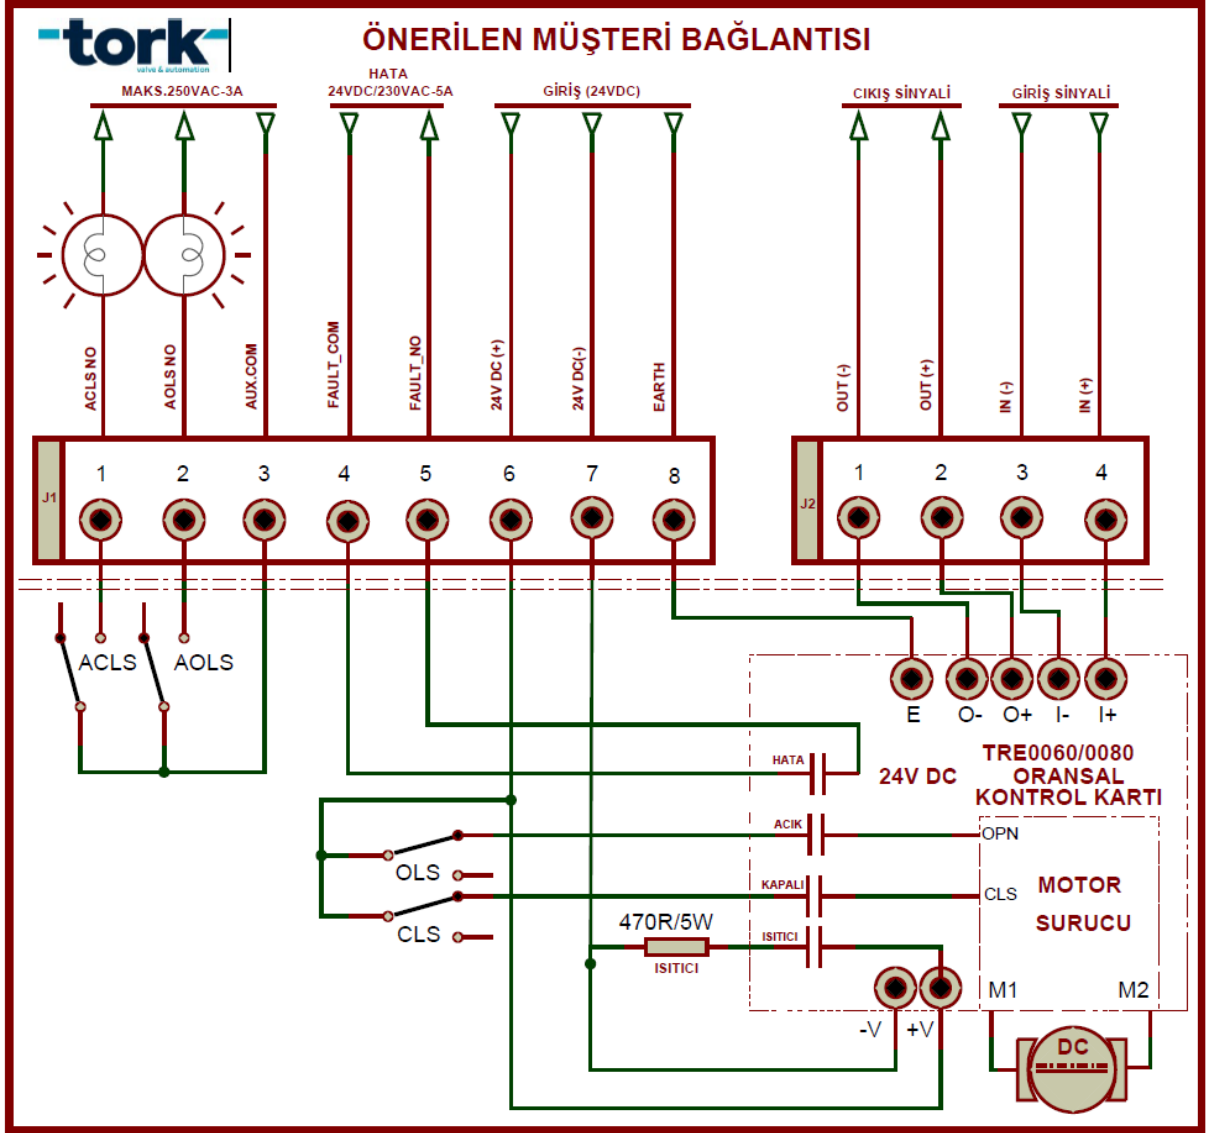 tork
valve & automation
ÖNERİLEN MÜŞTERİ BAĞLANTISI
MAKS.250VAC-3A
HATA
24VDC/230VAC-5A
GİRİŞ (24VDC)
CIKIŞ SİNYALİ
GİRİŞ SİNYALİ
ACLS NO
AOLS NO
AUX.COM
FAULT_COM
FAULT_NO
24V DC (+)
24V DC(-)
EARTH
OUT (-)
OUT (+)
IN (-)
IN (+)
J1
1
2
3
4
5
6
7
8
J2
1
2
3
4
ACLS
AOLS
E
O-
O+
I-
I+
HATA
24V DC
TRE0060/0080
ORANSAL
KONTROL KARTI
ACIK
OPN
OLS
KAPALI
CLS
MOTOR
SURUCU
CLS
470R/5W
ISITICI
ISITICI
M1
M2
-V
+V
DC